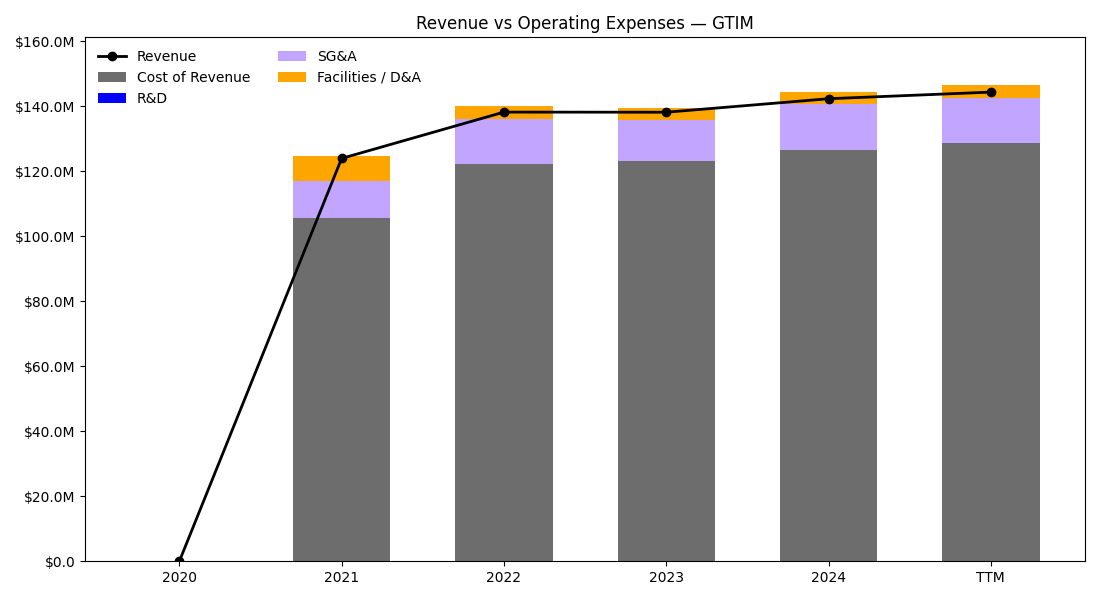 Revenue vs Operating Expenses — GTIM
$160.0M
$140.0M
$120.0M
$100.0M
$80.0M
$60.0M
$40.0M
$20.0M
$0.0
Revenue
Cost of Revenue
R&D
SG&A
Facilities / D&A
2020 2021 2022 2023 2024 TTM